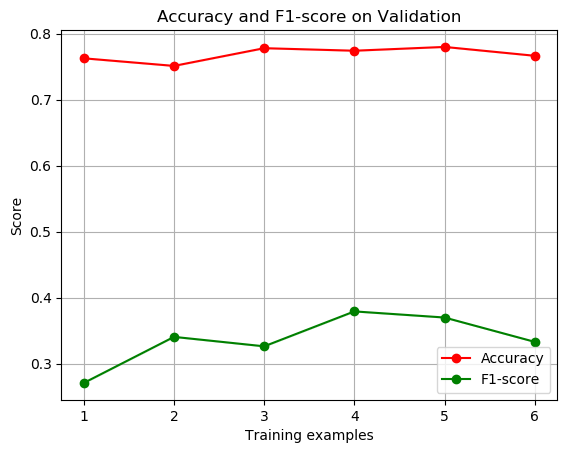 Accuracy and F1-score on Validation
0.8
0.7
0.6
0.5
0.4
0.3
Score
1 2 3 4 5 6
Training examples
Accuracy
F1-score